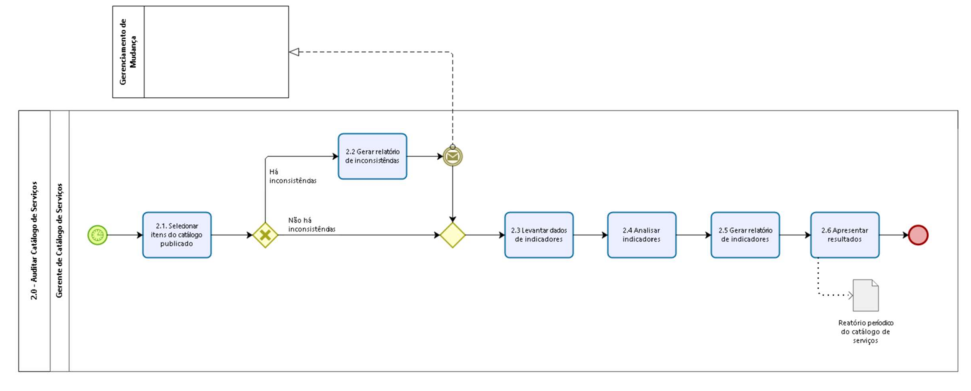 Gerenciamento de
Mudança
2.0 - Auditar Catálogo de Serviços
Gerente de Catálogo de Serviços
2.1. Selecionar
itens do catálogo
publicado
Há
inconsistências
2.2 Gerar relatório
de inconsistências
Não há
inconsistências
2.3 Levantar dados
de indicadores
2.4 Analisar
indicadores
2.5 Gerar relatório
de indicadores
2.6 Apresentar
resultados
Reatório períodico
do catálogo de
serviços